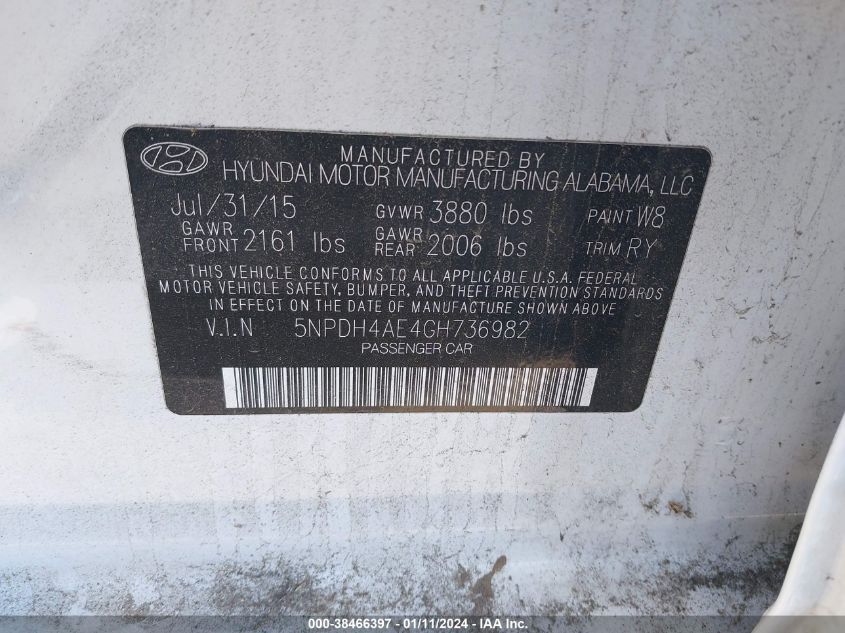 MANUFACTURED BY
HYUNDAI MOTOR MANUFACTURING ALABAMA, LLC
Jul/31/15 GVWR 3880 lbs PAINT W8
GAWR FRONT 2161 lbs GAWR REAR 2006 lbs TRIM RY
THIS VEHICLE CONFORMS TO ALL APPLICABLE U.S.A. FEDERAL
MOTOR VEHICLE SAFETY, BUMPER, AND THEFT PREVENTION STANDARDS
IN EFFECT ON THE DATE OF MANUFACTURE SHOWN ABOVE
V.I.N 5NPDH4AE4GH736982
PASSENGER CAR
000-38466397 - 01/11/2024 - IAA Inc.